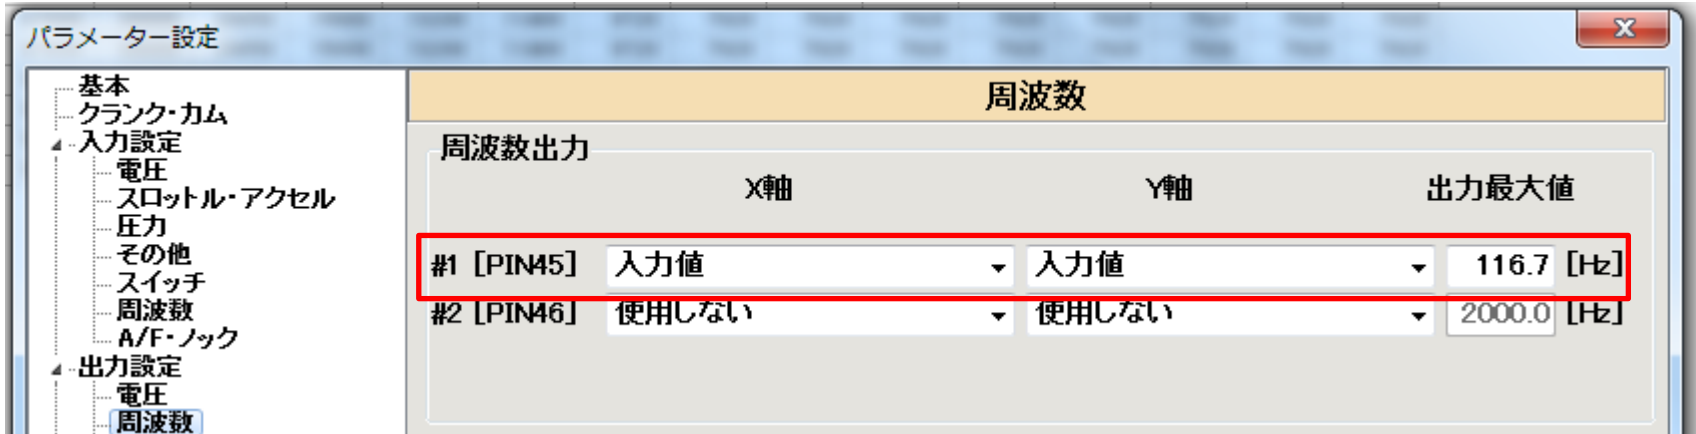 パラメーター設定
基本
クランク・カム
入力設定
電圧
スロットル・アクセル
圧力
その他
スイッチ
周波数
A/F・ノック
出力設定
電圧
周波数
周波数
周波数出力
X軸 Y軸 出力最大値
#1 [PIN45] 入力値 入力値 116.7 [Hz]
#2 [PIN46] 使用しない 使用しない 2000.0 [Hz]